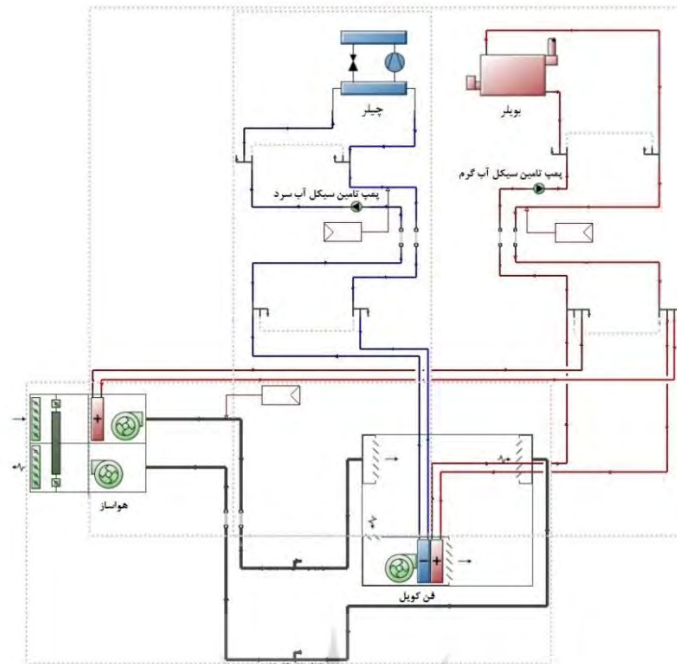 چیلر
بویلر
پمپ تامین سیکل آب گرم
پمپ تامین سیکل آب سرد
هواساز
فن کویل